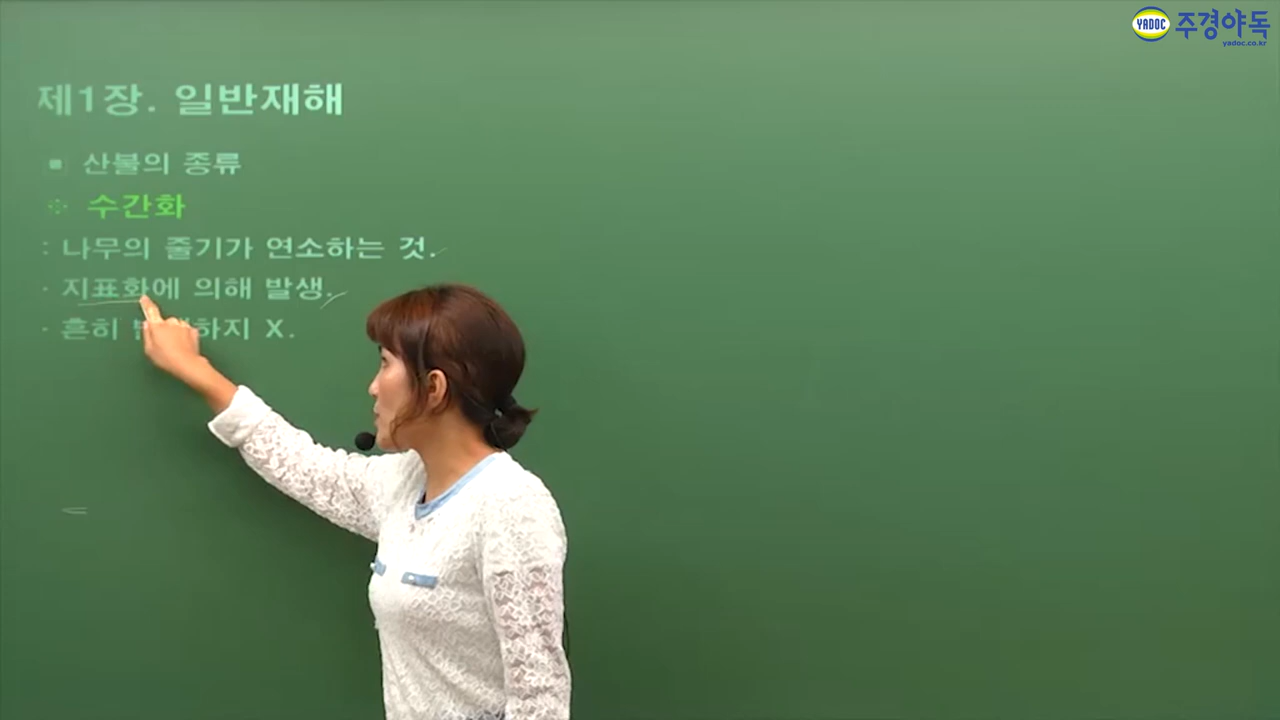 YADOC 주경야독
yadoc.co.kr
제1장. 일반재해
▪ 산불의 종류
※ 수간화
: 나무의 줄기가 연소하는 것.
· 지표화에 의해 발생.
· 흔히 하지 X.